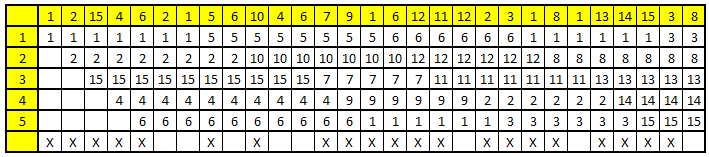 1 2 15 4 6 2 1 5 6 10 4 6 7 9 1 6 12 11 12 2 3 1 8 1 13 14 15 3 8
1 1 1 1 1 1 1 1 5 5 5 5 5 5 5 5 6 6 6 6 6 6 1 1 1 1 1 1 3 3
2 2 2 2 2 2 2 2 2 10 10 10 10 10 10 10 12 12 12 12 12 12 8 8 8 8 8 8
3 15 15 15 15 15 15 15 15 15 15 7 7 7 7 7 11 11 11 11 11 11 11 13 13 13 13 13
4 4 4 4 4 4 4 4 4 4 4 9 9 9 9 9 9 2 2 2 2 2 2 14 14 14 14
5 6 6 6 6 6 6 6 6 6 6 1 1 1 1 1 1 3 3 3 3 3 3 15 15 15
X X X X X X X X X X X X X X X X X X X X X